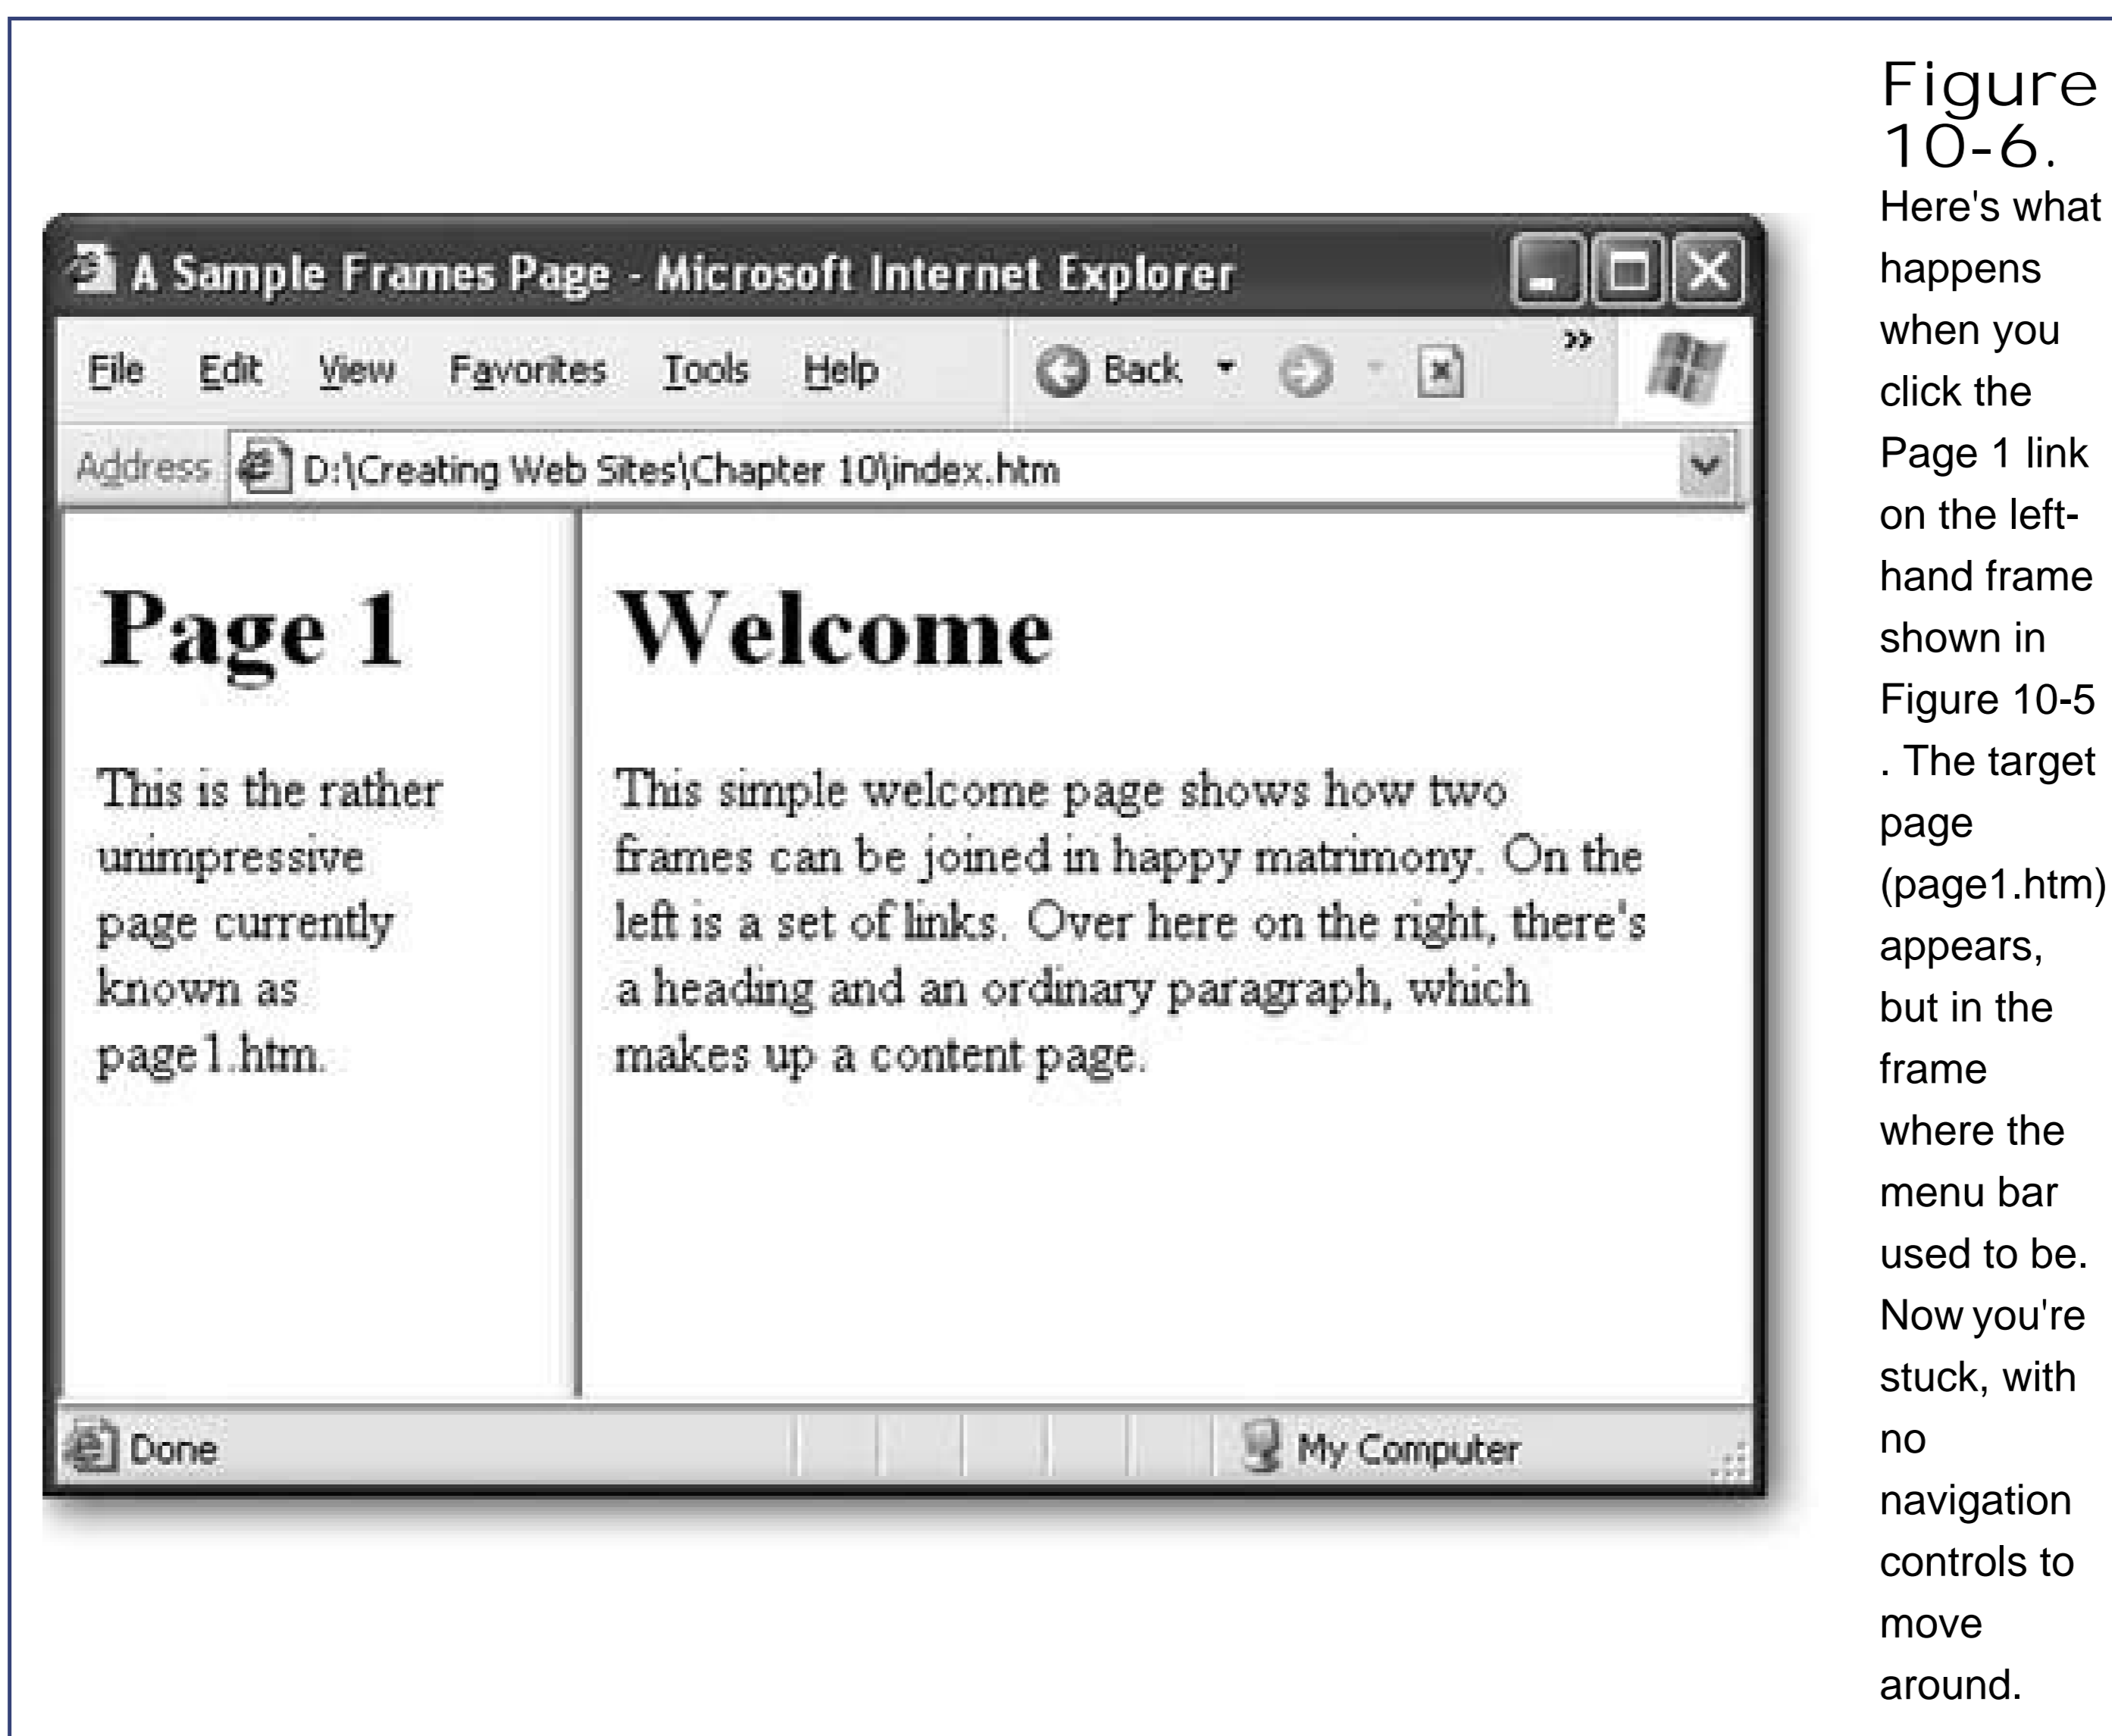 A Sample Frames Page - Microsoft Internet Explorer
File Edit View Favorites Tools Help Back »
Address D:\Creating Web Sites\Chapter 10\index.htm
Page 1
This is the rather
unimpressive
page currently
known as
page1.htm.
Welcome
This simple welcome page shows how two
frames can be joined in happy matrimony. On the
left is a set of links. Over here on the right, there's
a heading and an ordinary paragraph, which
makes up a content page.
Done My Computer
Figure
10-6.
Here's what
happens
when you
click the
Page 1 link
on the left-
hand frame
shown in
Figure 10-5
. The target
page
(page1.htm)
appears,
but in the
frame
where the
menu bar
used to be.
Now you're
stuck, with
no
navigation
controls to
move
around.